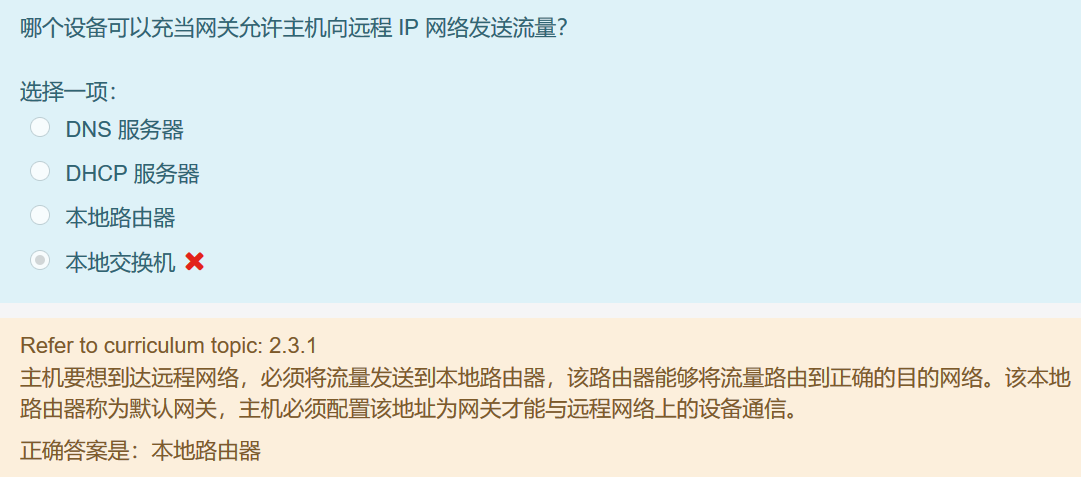 哪个设备可以充当网关允许主机向远程 IP 网络发送流量?
选择一项：
DNS 服务器
DHCP 服务器
本地路由器
本地交换机
Refer to curriculum topic: 2.3.1
主机要想到达远程网络，必须将流量发送到本地路由器，该路由器能够将流量路由到正确的目的网络。该本地
路由器称为默认网关，主机必须配置该地址为网关才能与远程网络上的设备通信。
正确答案是：本地路由器